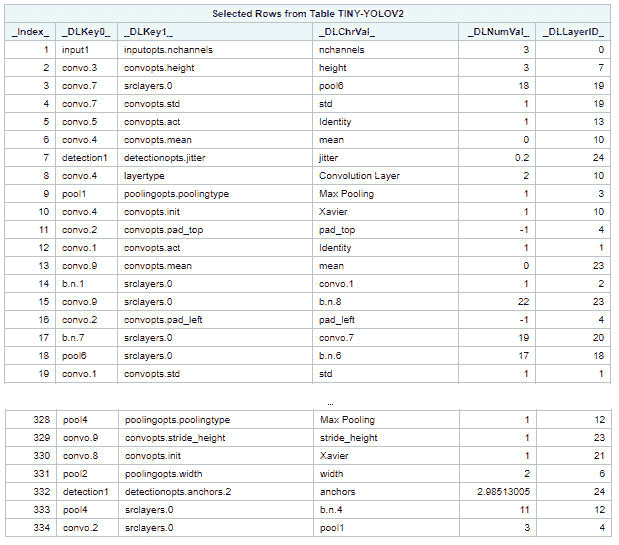 Selected Rows from Table TINY-YOLOV2
_Index_ _DLKey0_ _DLKey1_ _DLChrVal_ _DLNumVal_ _DLLayerID_
1 input1 inputopts.nchannels nchannels 3 0
2 convo.3 convopts.height height 3 7
3 convo.7 srclayers.0 pool6 18 19
4 convo.7 convopts.std std 1 19
5 convo.5 convopts.act Identity 1 13
6 convo.4 convopts.mean mean 0 10
7 detection1 detectionopts.jitter jitter 0.2 24
8 convo.4 layertype Convolution Layer 2 10
9 pool1 poolingopts.poolingtype Max Pooling 1 3
10 convo.4 convopts.init Xavier 1 10
11 convo.2 convopts.pad_top pad_top -1 4
12 convo.1 convopts.act Identity 1 1
13 convo.9 convopts.mean mean 0 23
14 b.n.1 srclayers.0 convo.1 1 2
15 convo.9 srclayers.0 b.n.8 22 23
16 convo.2 convopts.pad_left pad_left -1 4
17 b.n.7 srclayers.0 convo.7 19 20
18 pool6 srclayers.0 b.n.6 17 18
19 convo.1 convopts.std std 1 1
...
328 pool4 poolingopts.poolingtype Max Pooling 1 12
329 convo.9 convopts.stride_height stride_height 1 23
330 convo.8 convopts.init Xavier 1 21
331 pool2 poolingopts.width width 2 6
332 detection1 detectionopts.anchors.2 anchors 2.98513005 24
333 pool4 srclayers.0 b.n.4 11 12
334 convo.2 srclayers.0 pool1 3 4